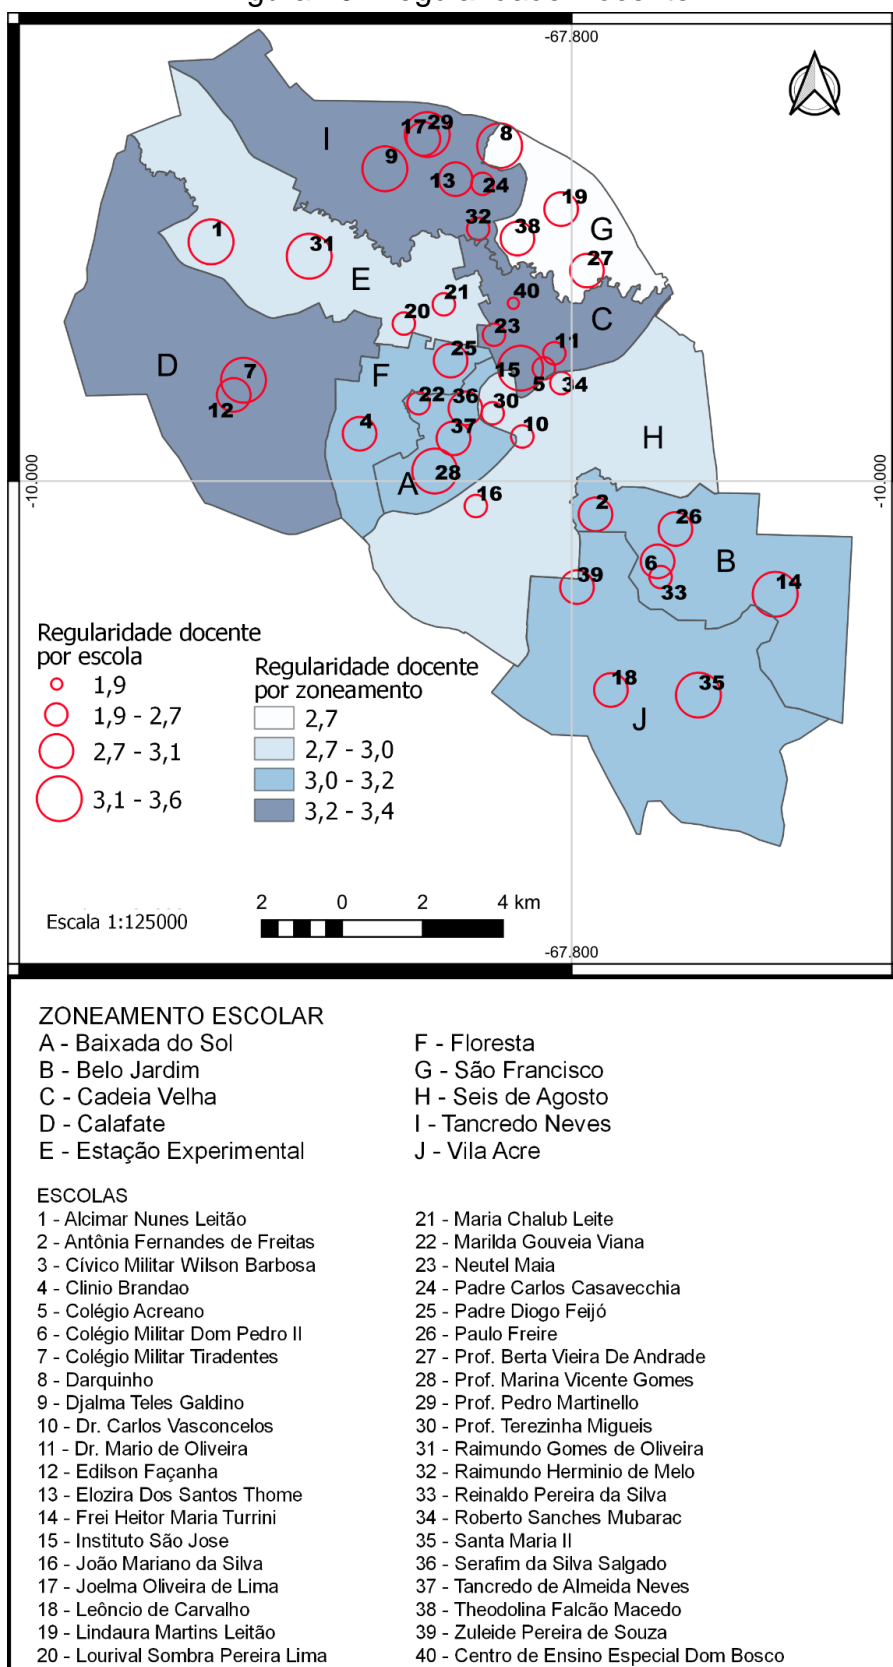 -67.800
I
17
29
8
9
13
24
19
1
32
38
G
31
27
E
21
40
20
23
C
11
D
25
7
F
15
5
34
12
22
36
30
4
37
10
H
A
28
-10.000
-10.000
16
2
26
6
B
33
39
14
18
35
J
Regularidade docente
por escola
1,9
1,9 - 2,7
2,7 - 3,1
3,1 - 3,6
Regularidade docente
por zoneamento
2,7
2,7 - 3,0
3,0 - 3,2
3,2 - 3,4
Escala 1:125000
2 0 2 4 km
-67.800
ZONEAMENTO ESCOLAR
A - Baixada do Sol
B - Belo Jardim
C - Cadeia Velha
D - Calafate
E - Estação Experimental
F - Floresta
G - São Francisco
H - Seis de Agosto
I - Tancredo Neves
J - Vila Acre
ESCOLAS
1 - Alcimar Nunes Leitão
2 - Antônia Fernandes de Freitas
3 - Cívico Militar Wilson Barbosa
4 - Clinio Brandao
5 - Colégio Acreano
6 - Colégio Militar Dom Pedro II
7 - Colégio Militar Tiradentes
8 - Darquinho
9 - Djalma Teles Galdino
10 - Dr. Carlos Vasconcelos
11 - Dr. Mario de Oliveira
12 - Edilson Façanha
13 - Elozira Dos Santos Thome
14 - Frei Heitor Maria Turrini
15 - Instituto São Jose
16 - João Mariano da Silva
17 - Joelma Oliveira de Lima
18 - Leôncio de Carvalho
19 - Lindaura Martins Leitão
20 - Lourival Sombra Pereira Lima
21 - Maria Chalub Leite
22 - Marilda Gouveia Viana
23 - Neutel Maia
24 - Padre Carlos Casavecchia
25 - Padre Diogo Feijó
26 - Paulo Freire
27 - Prof. Berta Vieira De Andrade
28 - Prof. Marina Vicente Gomes
29 - Prof. Pedro Martinello
30 - Prof. Terezinha Migueis
31 - Raimundo Gomes de Oliveira
32 - Raimundo Herminio de Melo
33 - Reinaldo Pereira da Silva
34 - Roberto Sanches Mubarac
35 - Santa Maria II
36 - Serafim da Silva Salgado
37 - Tancredo de Almeida Neves
38 - Theodolina Falcão Macedo
39 - Zuleide Pereira de Souza
40 - Centro de Ensino Especial Dom Bosco